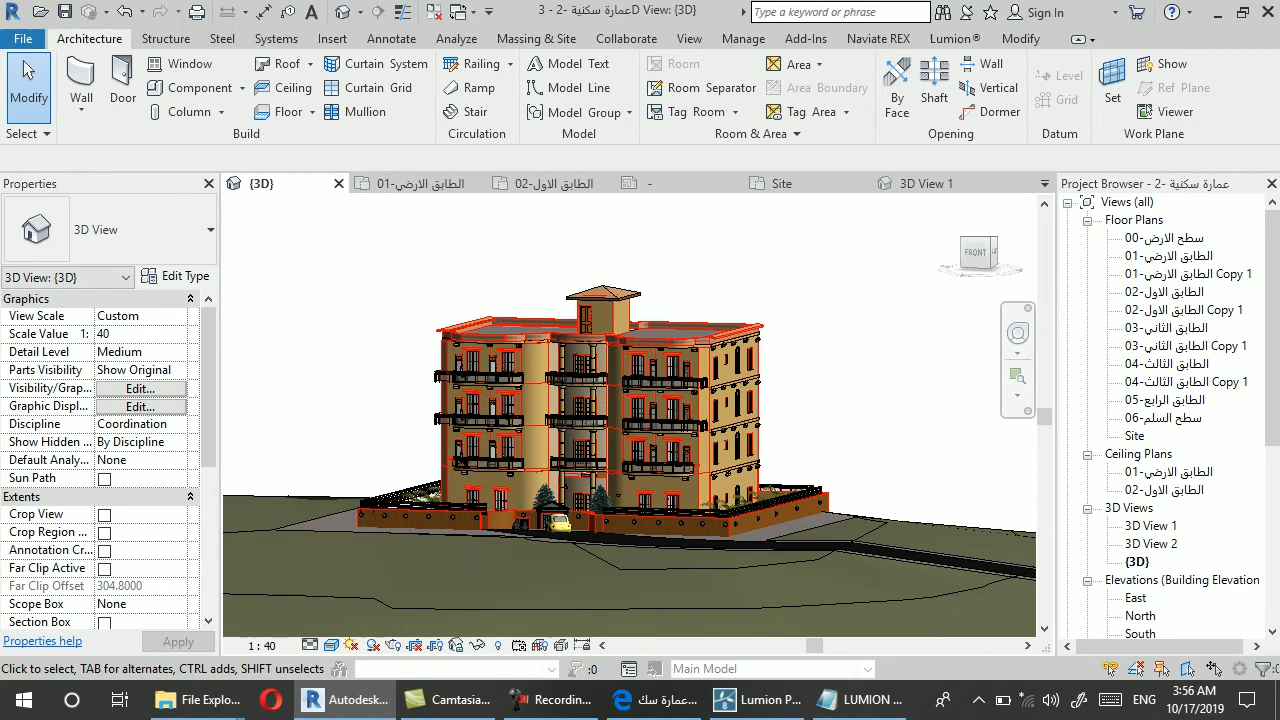 عمارة سكنية -2 - 3D View: {3D}
Type a keyword or phrase
Sign In
File Architecture Structure Steel Systems Insert Annotate Analyze Massing & Site Collaborate View Manage Add-Ins Naviate REX Lumion® Modify
Modify
Select
Wall
Door
Window
Component
Column
Roof
Ceiling
Floor
Curtain System
Curtain Grid
Mullion
Build
Railing
Ramp
Stair
Circulation
Model Text
Model Line
Model Group
Model
Room
Room Separator
Tag Room
Area
Area Boundary
Tag Area
Room & Area
By Face
Shaft
Wall
Vertical
Dormer
Opening
Level
Grid
Datum
Set
Show
Ref Plane
Viewer
Work Plane
Properties
3D View
3D View: {3D} Edit Type
Graphics
View Scale Custom
Scale Value 1: 40
Detail Level Medium
Parts Visibility Show Original
Visibility/Grap... Edit...
Graphic Displ... Edit...
Discipline Coordination
Show Hidden ... By Discipline
Default Analy... None
Sun Path
Extents
Crop View
Crop Region ...
Annotation Cr...
Far Clip Active
Far Clip Offset 304.8000
Scope Box None
Section Box
Properties help Apply
{3D} 01-الطابق الارضي 02-الطابق الاول - Site 3D View 1
FRONT
1 : 40
Project Browser - عمارة سكنية -2
Views (all)
Floor Plans
00-سطح الارض
01-الطابق الارضي
01-الطابق الارضي Copy 1
02-الطابق الاول
02-الطابق الاول Copy 1
03-الطابق الثاني
03-الطابق الثاني Copy 1
04-الطابق الثالث
04-الطابق الثالث Copy 1
05-الطابق الرابع
06-سطح السلم
Site
Ceiling Plans
01-الطابق الارضي
02-الطابق الاول
3D Views
3D View 1
3D View 2
{3D}
Elevations (Building Elevation
East
North
South
Click to select, TAB for alternates, CTRL adds, SHIFT unselects :0 Main Model
File Explo... Autodesk... Camtasia... Recording... عمارة سك... Lumion P... LUMION ... ENG 3:56 AM
10/17/2019